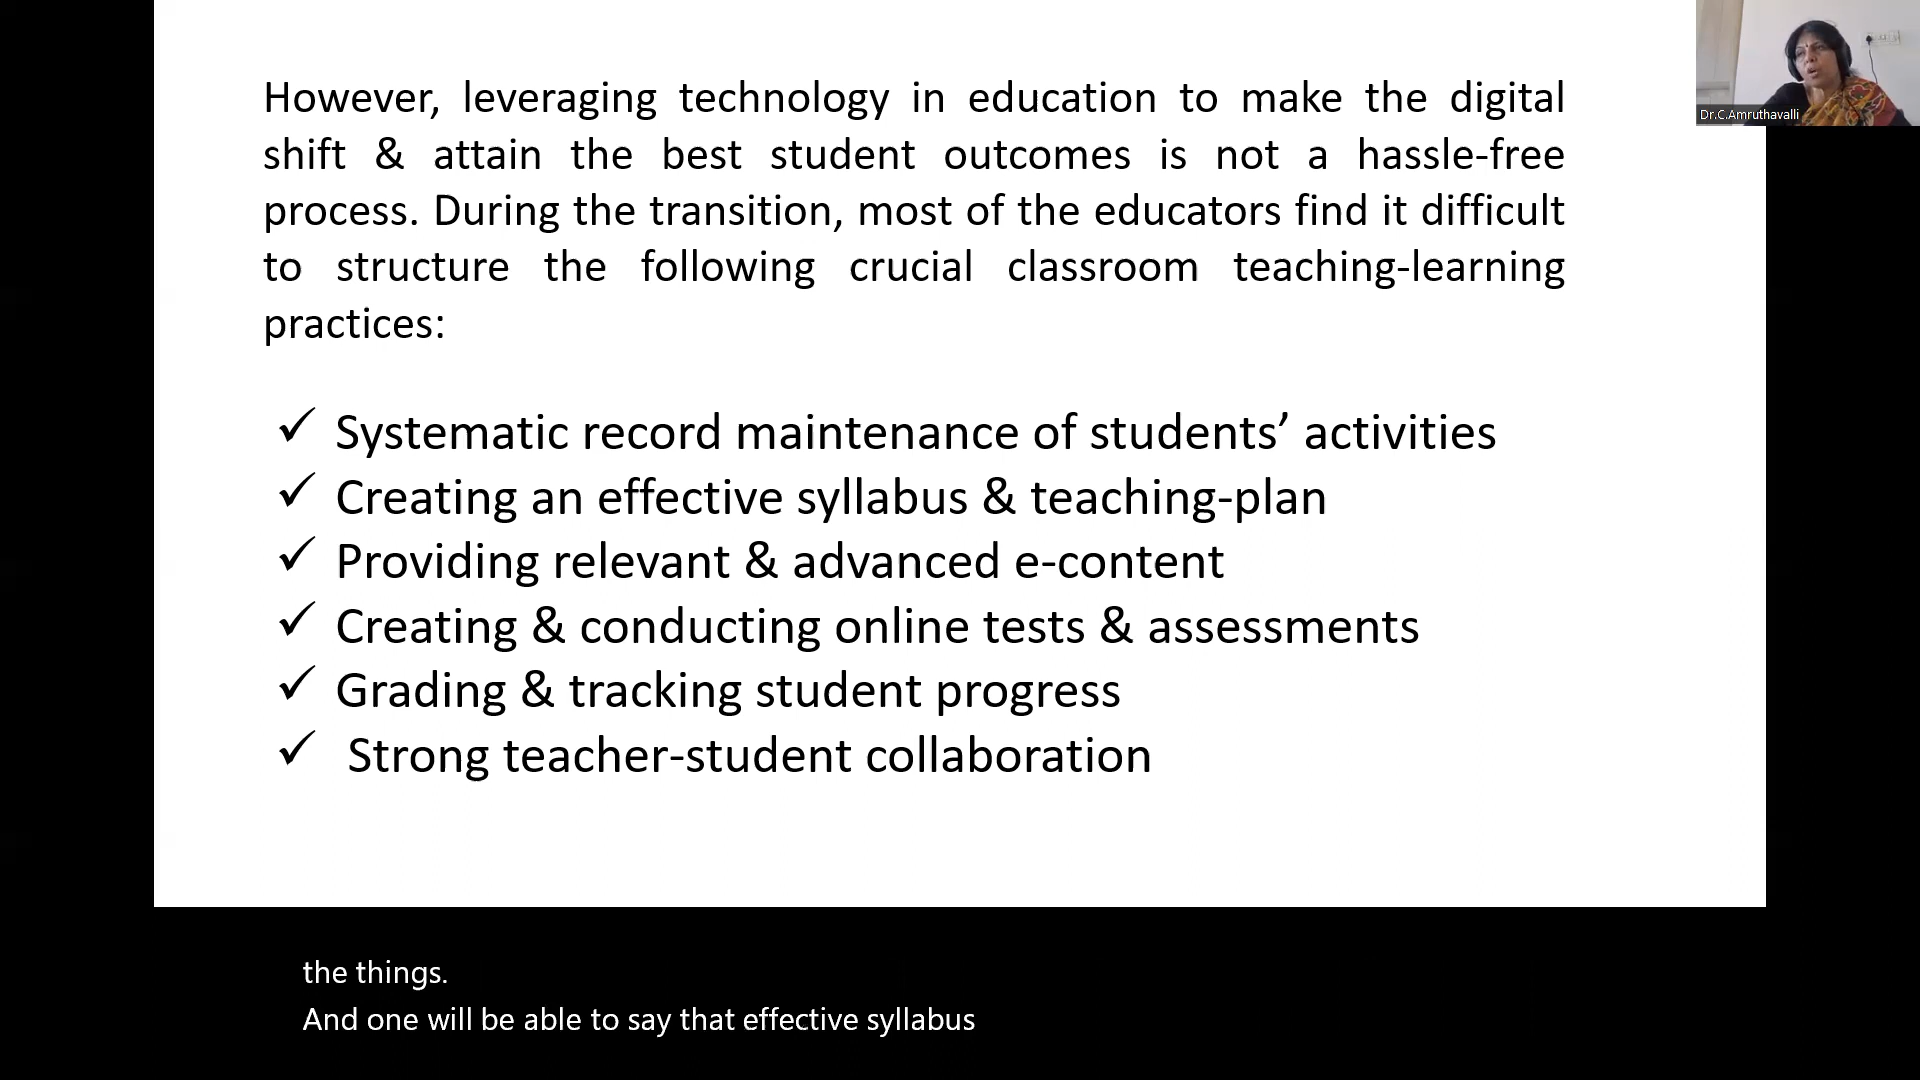 However, leveraging technology in education to make the digital
shift & attain the best student outcomes is not a hassle-free
process. During the transition, most of the educators find it difficult
to structure the following crucial classroom teaching-learning
practices:
✓ Systematic record maintenance of students’ activities
✓ Creating an effective syllabus & teaching-plan
✓ Providing relevant & advanced e-content
✓ Creating & conducting online tests & assessments
✓ Grading & tracking student progress
✓ Strong teacher-student collaboration
Dr.C.Amruthavalli
the things.
And one will be able to say that effective syllabus